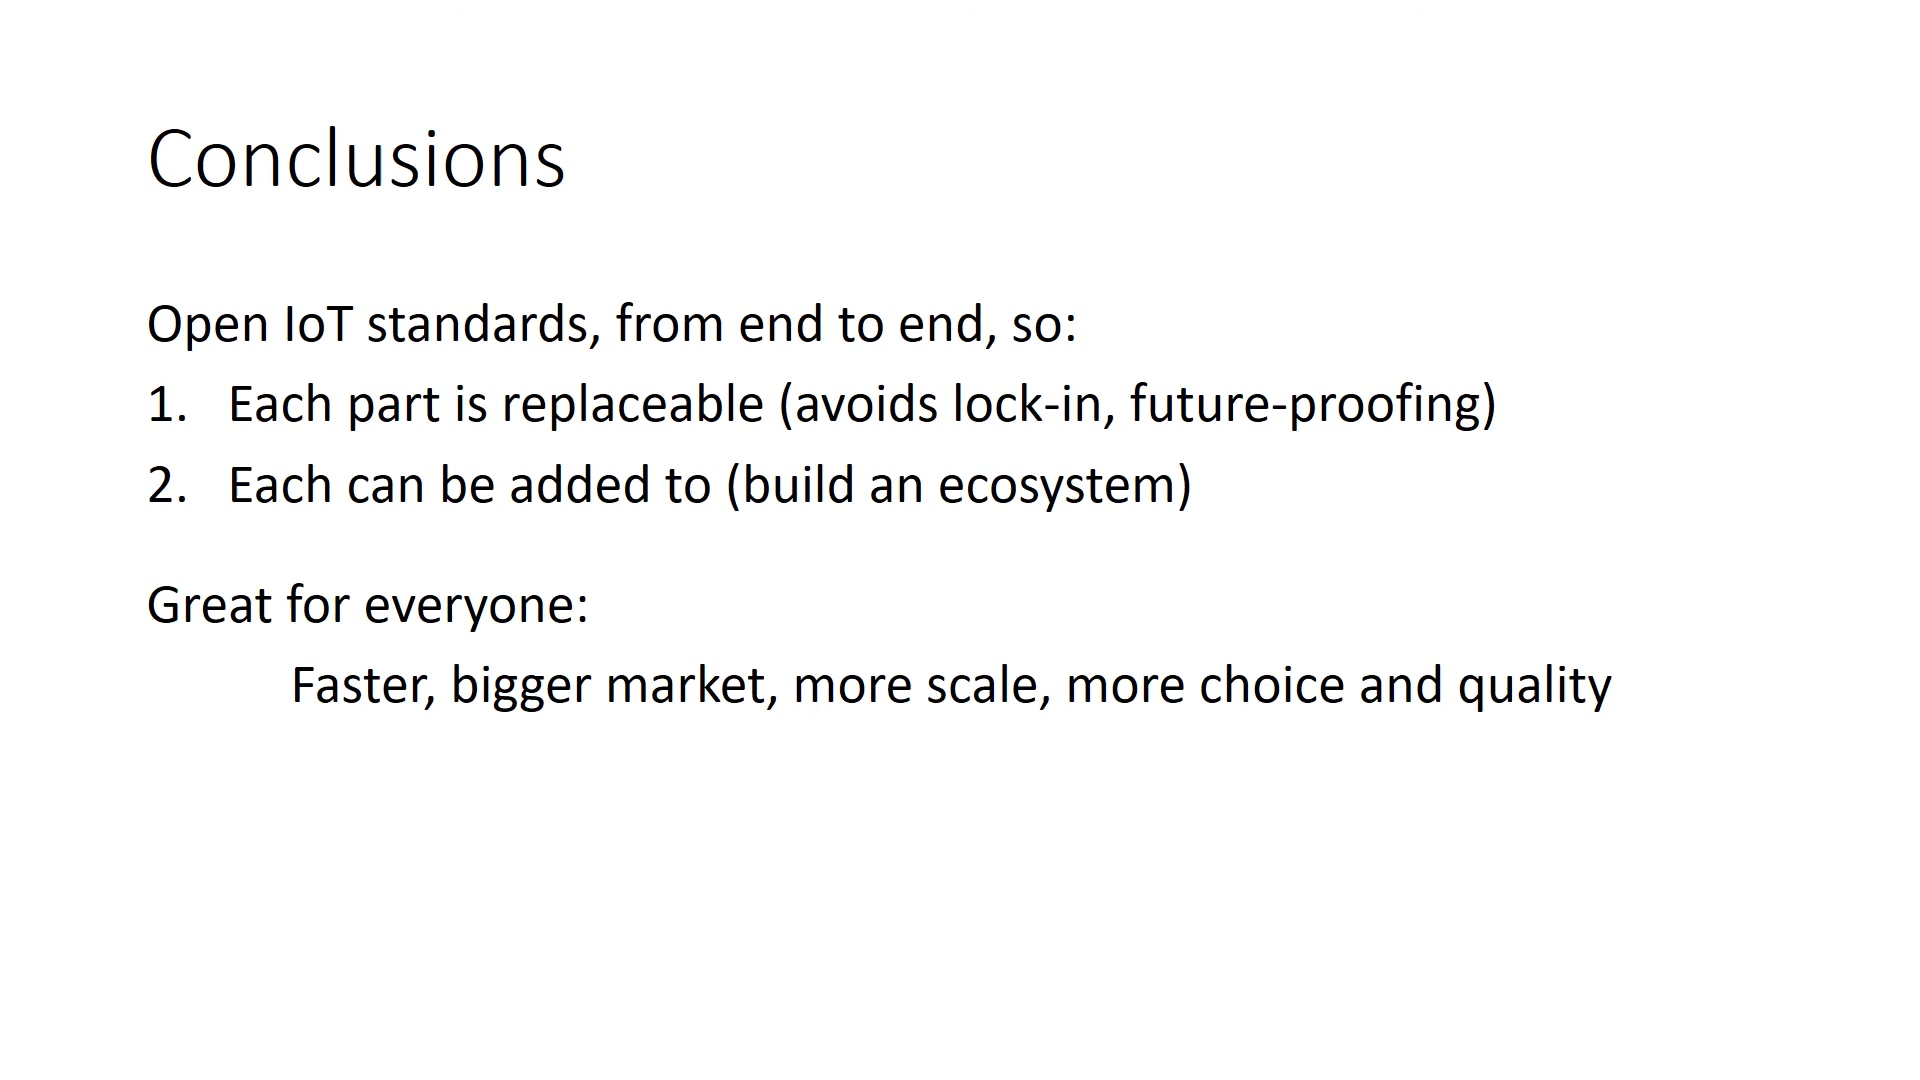 Conclusions
Open IoT standards, from end to end, so:
1. Each part is replaceable (avoids lock-in, future-proofing)
2. Each can be added to (build an ecosystem)
Great for everyone:
Faster, bigger market, more scale, more choice and quality